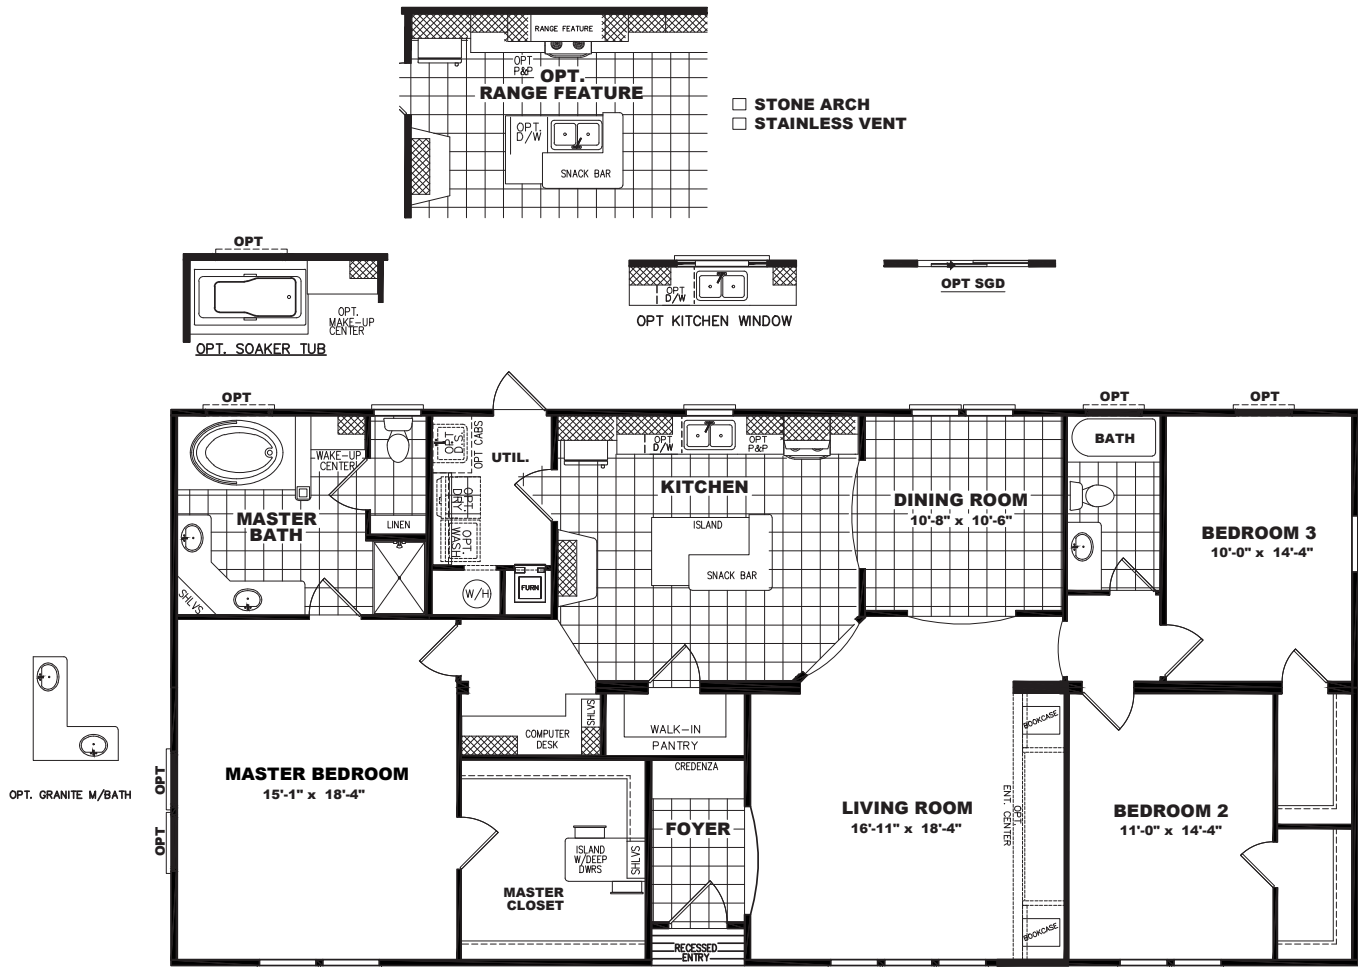 RANGE FEATURE
OPT
P&P
OPT.
RANGE FEATURE
OPT.
D/W
SNACK BAR
STONE ARCH
STAINLESS VENT
OPT
OPT.
MAKE-UP
CENTER
OPT. SOAKER TUB
OPT
D/W
OPT KITCHEN WINDOW
OPT SGD
OPT
OPT
OPT
WAKE-UP
CENTER
LINEN
MASTER
BATH
SHLVS
OPT CABS
UTIL.
OPT.
DRY
OPT.
WASH
W/H
FURN
OPT
D/W
OPT
P&P
KITCHEN
ISLAND
SNACK BAR
DINING ROOM
10'-8" x 10'-6"
BATH
BEDROOM 3
10'-0" x 14'-4"
OPT. GRANITE M/BATH
OPT
OPT
MASTER BEDROOM
15'-1" x 18'-4"
COMPUTER
DESK
SHLVS
WALK-IN
PANTRY
CREDENZA
FOYER
ISLAND
W/DEEP
DWRS
SHLVS
MASTER
CLOSET
RECESSED
ENTRY
LIVING ROOM
16'-11" x 18'-4"
BOOKCASE
OPT.
ENT. CENTER
BOOKCASE
BEDROOM 2
11'-0" x 14'-4"